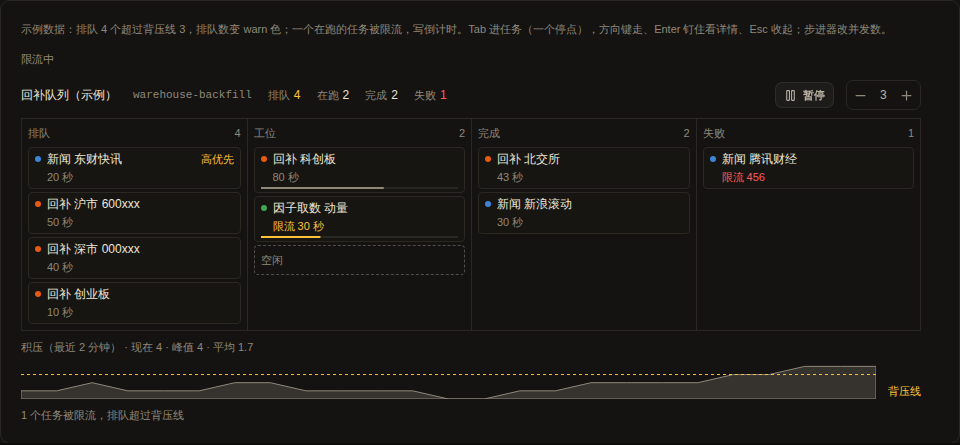 示例数据：排队 4 个超过背压线 3，排队数变 warn 色；一个在跑的任务被限流，写倒计时。Tab 进任务（一个停点），方向键走、Enter 钉住看详情、Esc 收起；步进器改并发数。
限流中
回补队列（示例） warehouse-backfill 排队 4 在跑 2 完成 2 失败 1 暂停 3
排队 4
新闻 东财快讯 高优先
20 秒
回补 沪市 600xxx
50 秒
回补 深市 000xxx
40 秒
回补 创业板
10 秒
工位 2
回补 科创板
80 秒
因子取数 动量
限流 30 秒
空闲
完成 2
回补 北交所
43 秒
新闻 新浪滚动
30 秒
失败 1
新闻 腾讯财经
限流 456
积压（最近 2 分钟） · 现在 4 · 峰值 4 · 平均 1.7
背压线
1 个任务被限流，排队超过背压线